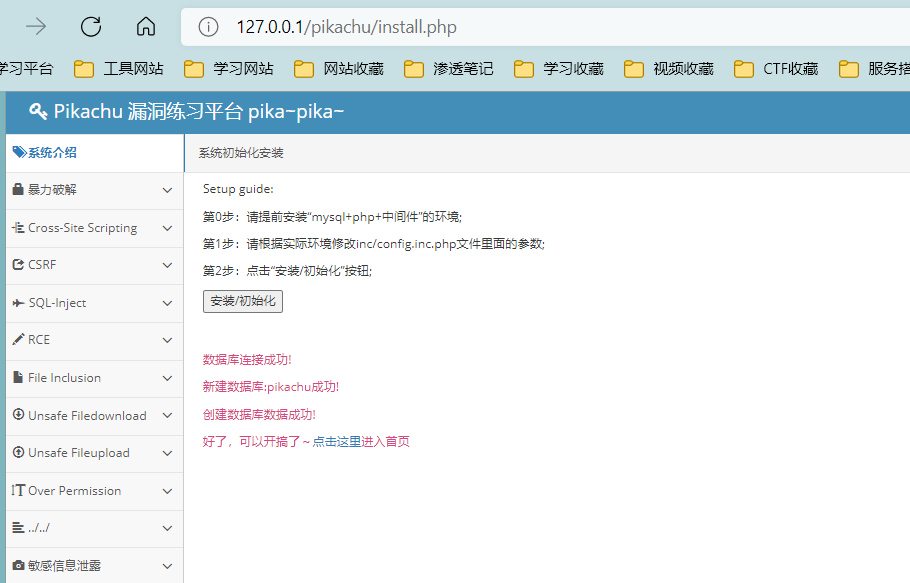 127.0.0.1/pikachu/install.php
学习平台 工具网站 学习网站 网站收藏 渗透笔记 学习收藏 视频收藏 CTF收藏 服务搭
Pikachu 漏洞练习平台 pika~pika~
系统介绍
系统初始化安装
暴力破解
Cross-Site Scripting
CSRF
SQL-Inject
RCE
File Inclusion
Unsafe Filedownload
Unsafe Fileupload
Over Permission
../../
敏感信息泄露
Setup guide:
第0步：请提前安装“mysql+php+中间件”的环境;
第1步：请根据实际环境修改inc/config.inc.php文件里面的参数;
第2步：点击“安装/初始化”按钮;
安装/初始化
数据库连接成功!
新建数据库:pikachu成功!
创建数据库数据成功!
好了，可以开搞了～点击这里进入首页